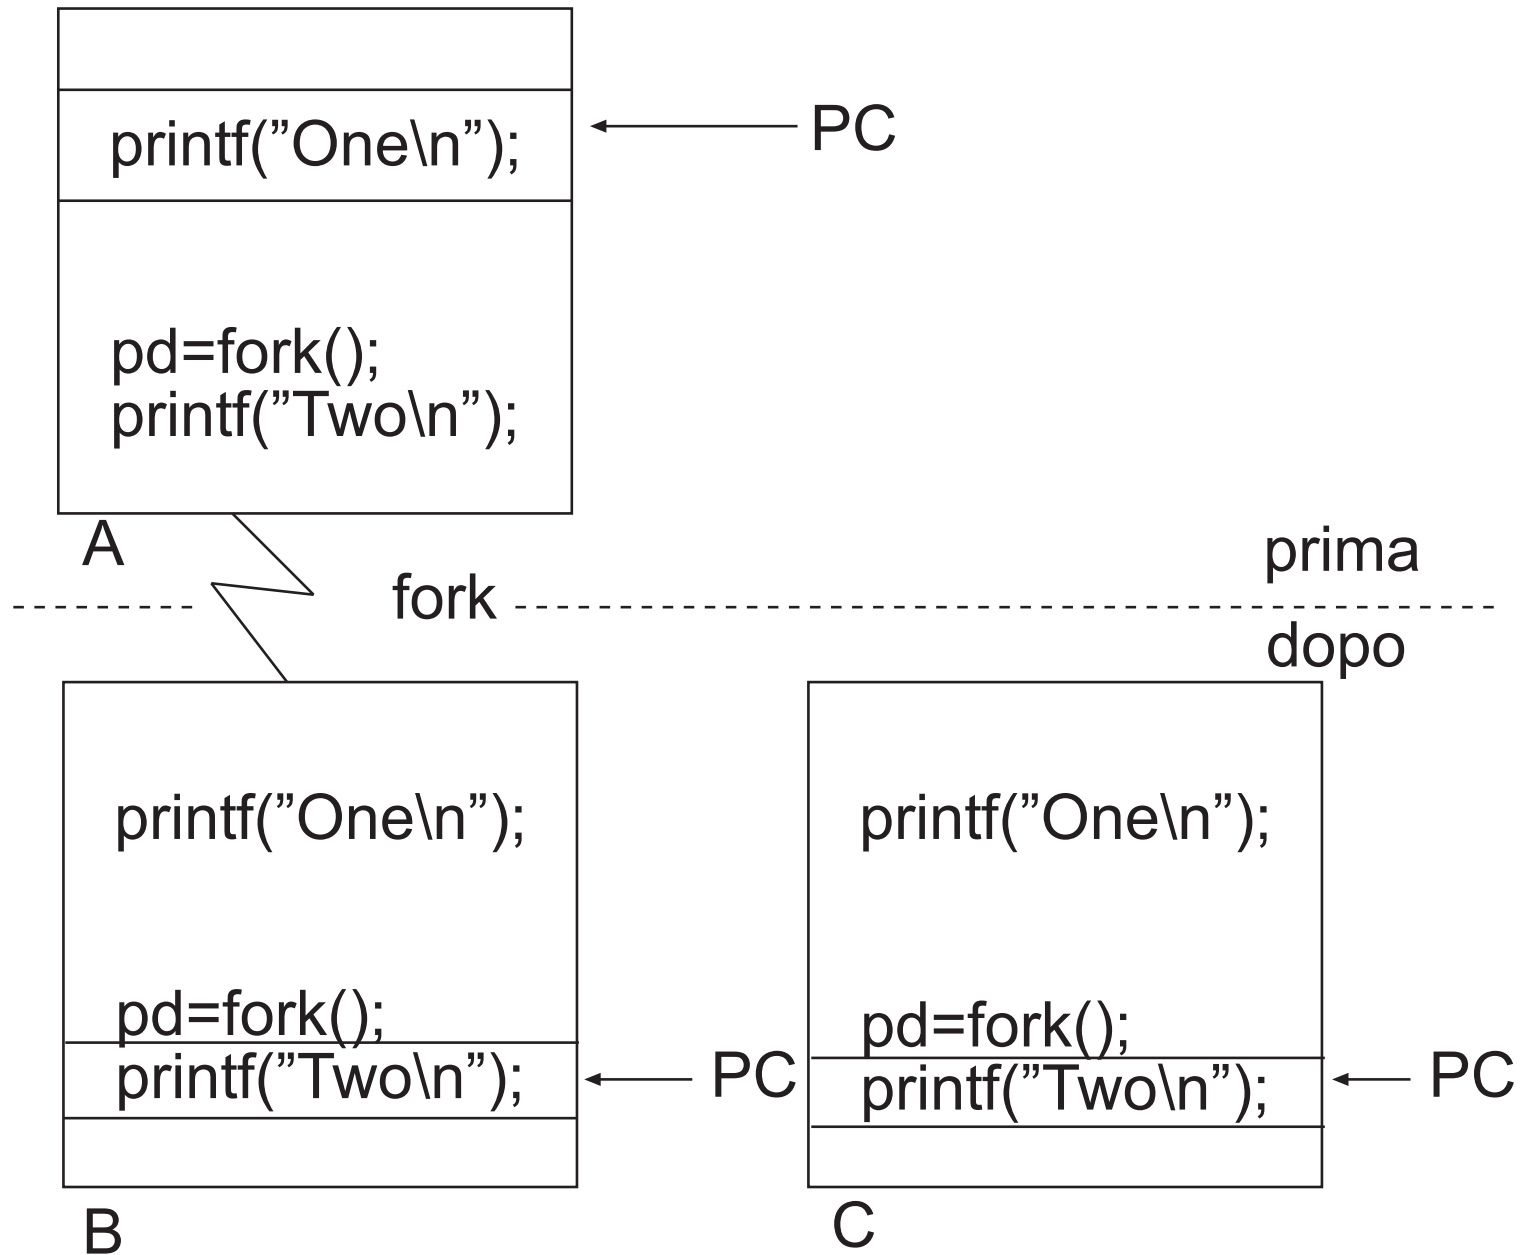 printf(”One\n”);
PC
pd=fork();
printf(”Two\n”);
A
prima
fork
dopo
printf(”One\n”);
pd=fork();
printf(”Two\n”);
PC
B
printf(”One\n”);
pd=fork();
printf(”Two\n”);
PC
C